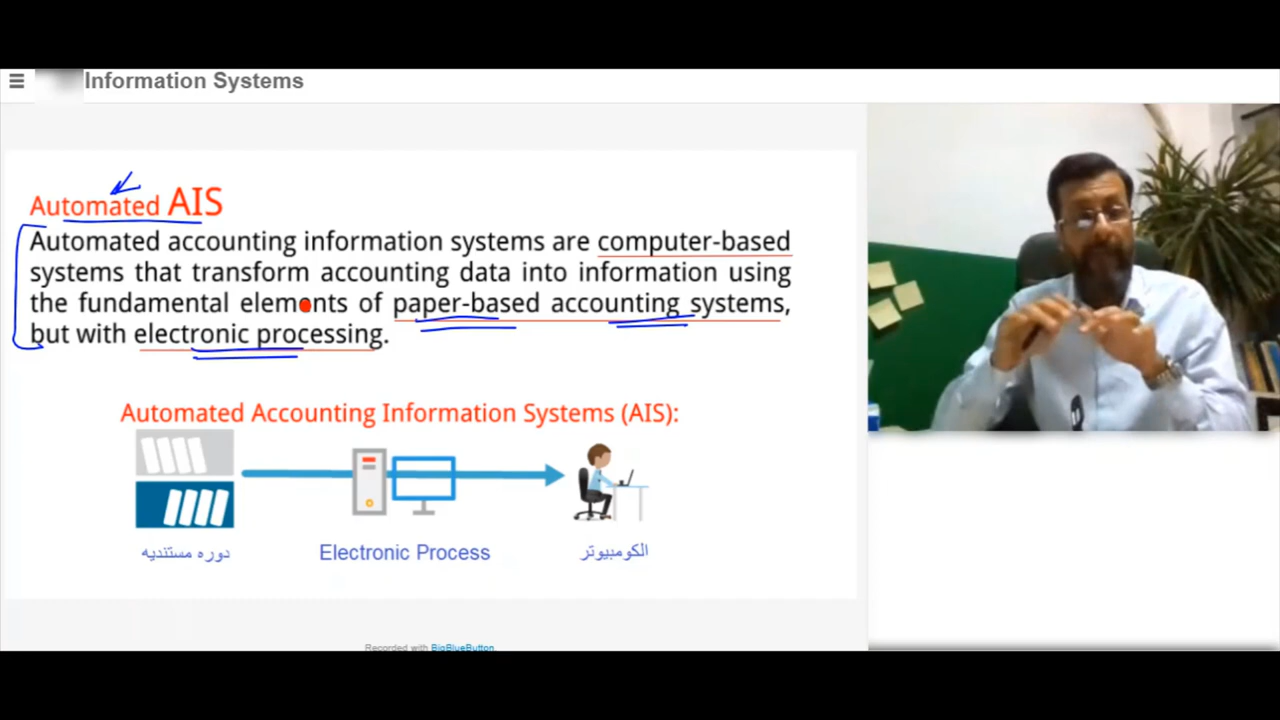 Information Systems
Automated AIS
Automated accounting information systems are computer-based
systems that transform accounting data into information using
the fundamental elements of paper-based accounting systems,
but with electronic processing.
Automated Accounting Information Systems (AIS):
دوره مستنديه
Electronic Process
الكومبيوتر
Recorded with BigBlueButton.